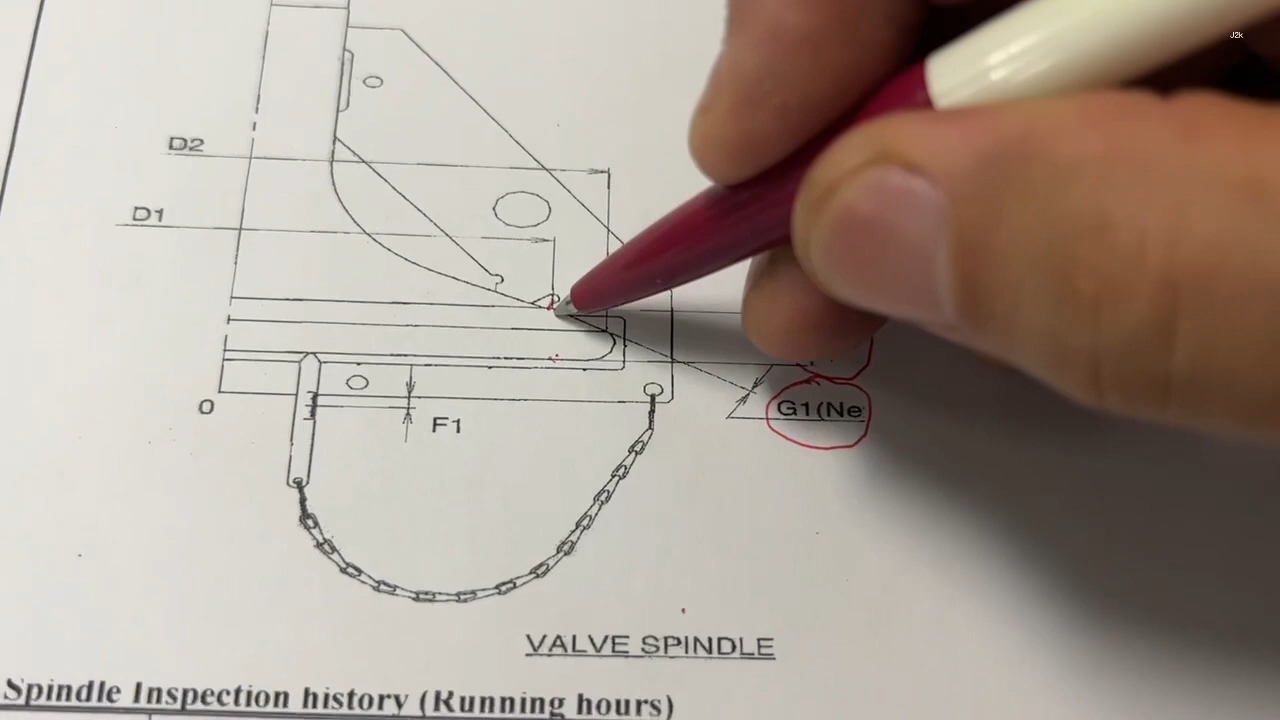 J2k
D2
D1
0
F1
G1(Ne
VALVE SPINDLE
Spindle Inspection history (Running hours)